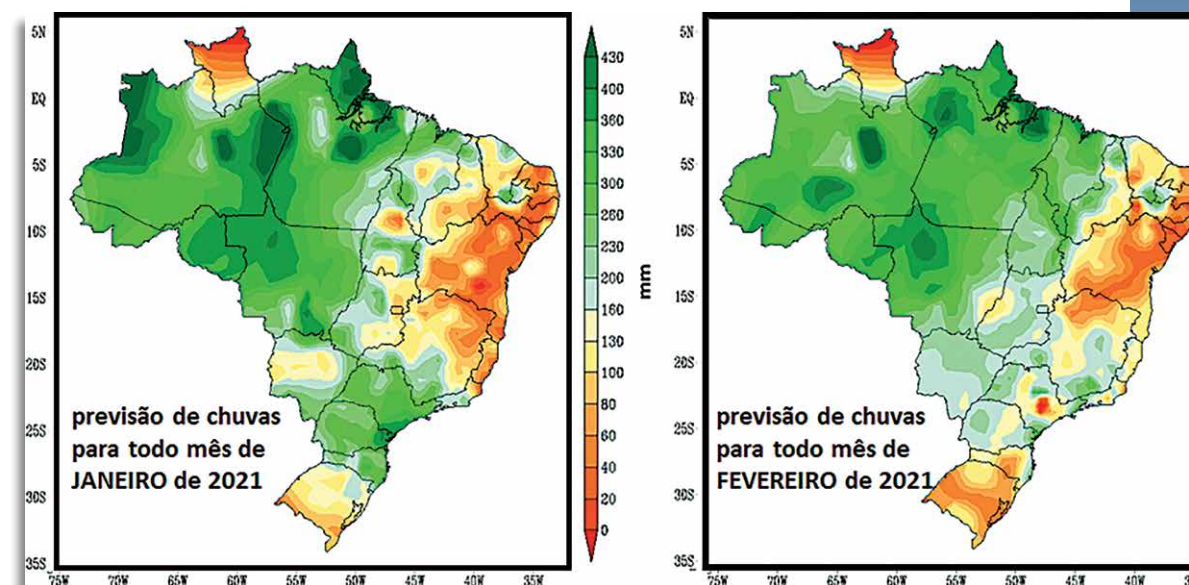 5N
EQ
5S
10S
15S
20S
25S
30S
35S
75W
70W
65W
60W
55W
50W
45W
40W
35W
previsão de chuvas
para todo mês de
JANEIRO de 2021
430
400
360
330
300
260
230
200
160
130
100
80
60
40
20
0
mm
5N
EQ
5S
10S
15S
20S
25S
30S
35S
75W
70W
65W
60W
55W
50W
45W
40W
previsão de chuvas
para todo mês de
FEVEREIRO de 2021